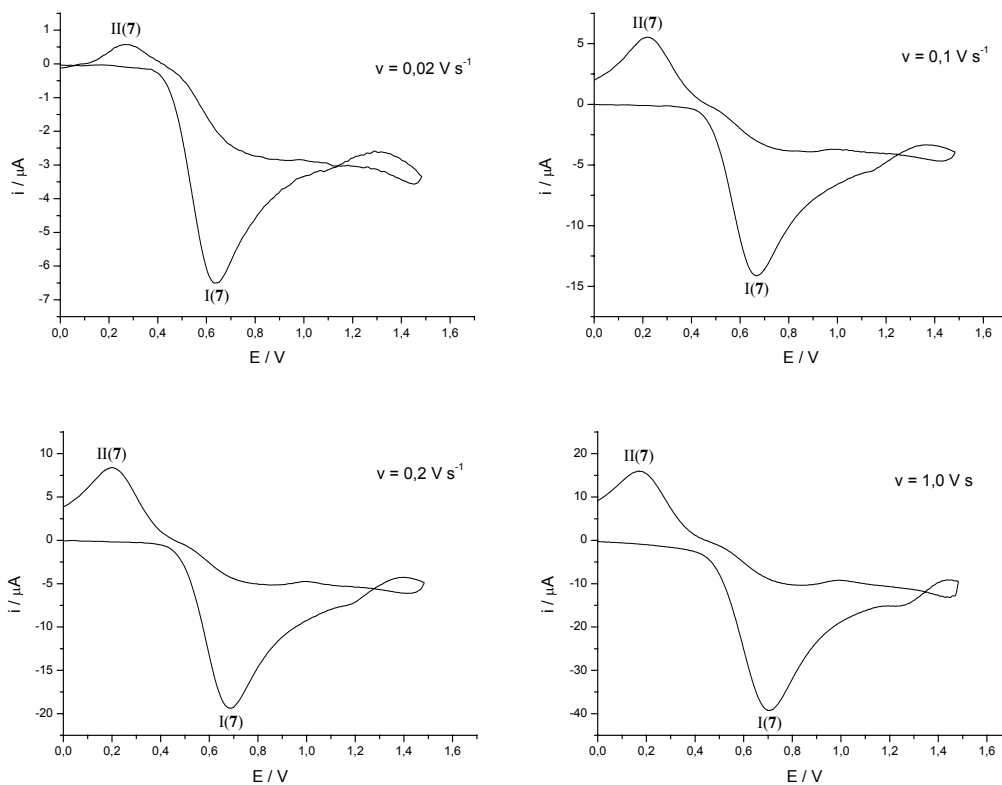 II(7)
v = 0,02 V s-1
I(7)
i / μA
1
0
-1
-2
-3
-4
-5
-6
-7
0,0 0,2 0,4 0,6 0,8 1,0 1,2 1,4 1,6
E / V
II(7)
v = 0,1 V s-1
I(7)
i / μA
5
0
-5
-10
-15
0,0 0,2 0,4 0,6 0,8 1,0 1,2 1,4 1,6
E / V
II(7)
v = 0,2 V s-1
I(7)
i / μA
10
5
0
-5
-10
-15
-20
0,0 0,2 0,4 0,6 0,8 1,0 1,2 1,4 1,6
E / V
II(7)
v = 1,0 V s
I(7)
i / μA
20
10
0
-10
-20
-30
-40
0,0 0,2 0,4 0,6 0,8 1,0 1,2 1,4 1,6
E / V